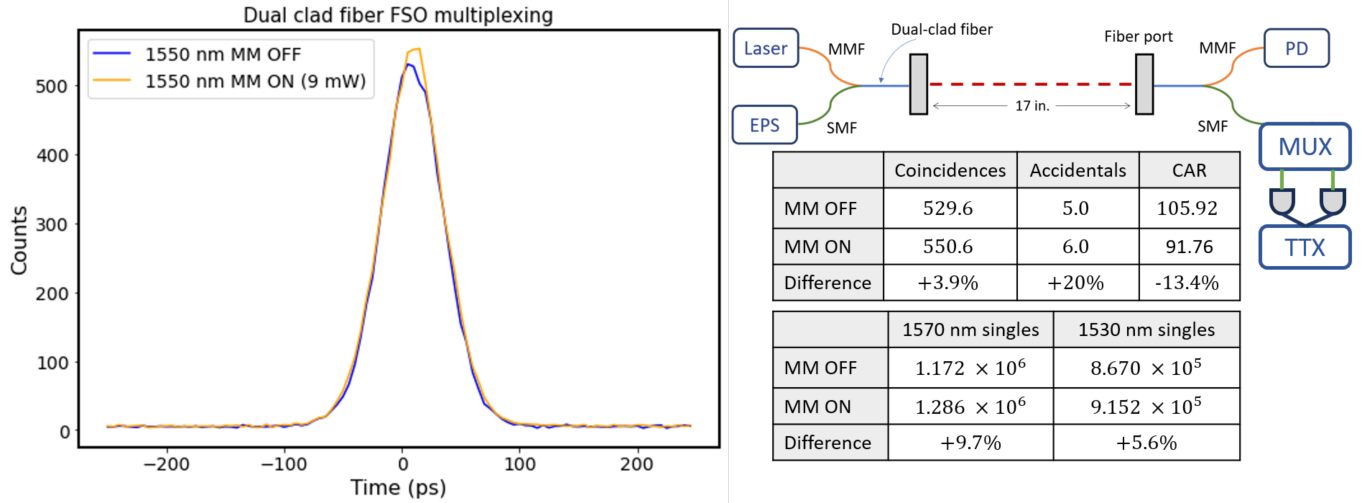 Dual clad fiber FSO multiplexing
1550 nm MM OFF
1550 nm MM ON (9 mW)
Counts
500
400
300
200
100
0
−200
−100
0
100
200
Time (ps)
Dual-clad fiber
Fiber port
Laser
MMF
MMF
PD
17 in.
EPS
SMF
SMF
MUX
TTX
Coincidences Accidentals CAR
MM OFF 529.6 5.0 105.92
MM ON 550.6 6.0 91.76
Difference +3.9% +20% -13.4%
1570 nm singles 1530 nm singles
MM OFF 1.172 × 10⁶ 8.670 × 10⁵
MM ON 1.286 × 10⁶ 9.152 × 10⁵
Difference +9.7% +5.6%